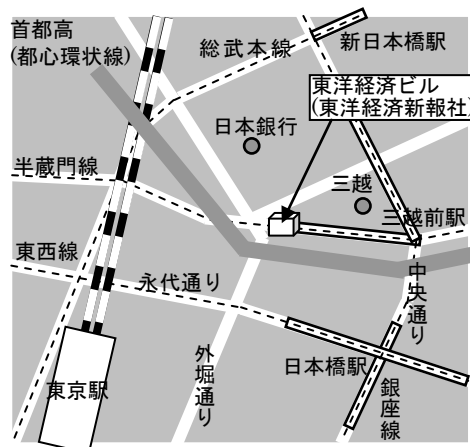 首都高
(都心環状線)
総武本線
新日本橋駅
東洋経済ビル
(東洋経済新報社)
日本銀行
半蔵門線
三越
三越前駅
東西線
永代通り
中央通り
外堀通り
日本橋駅
東京駅
銀座線